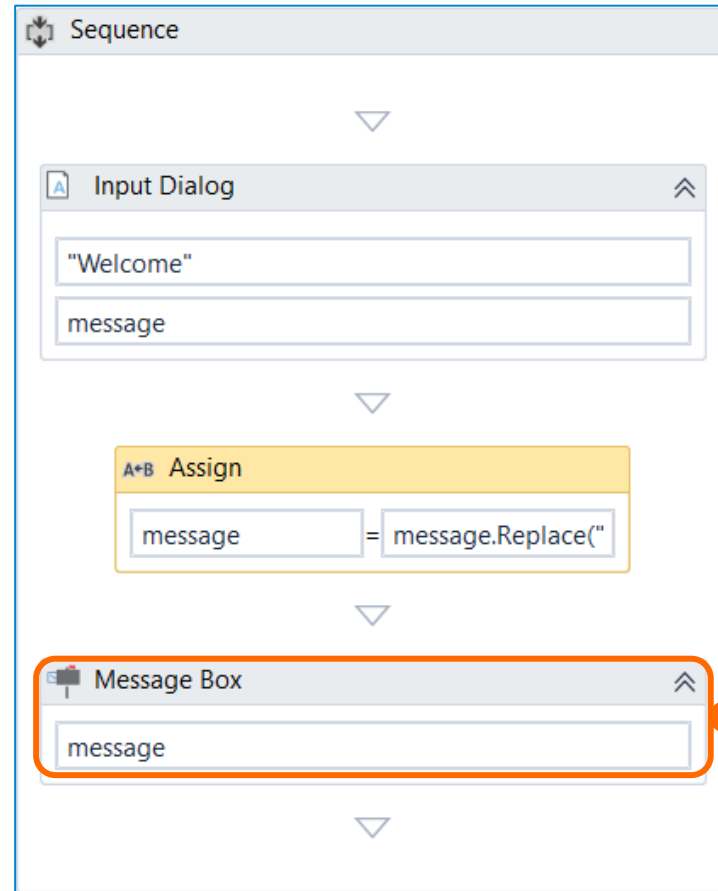 Sequence
Input Dialog
"Welcome"
message
A←B Assign
message = message.Replace("
Message Box
message